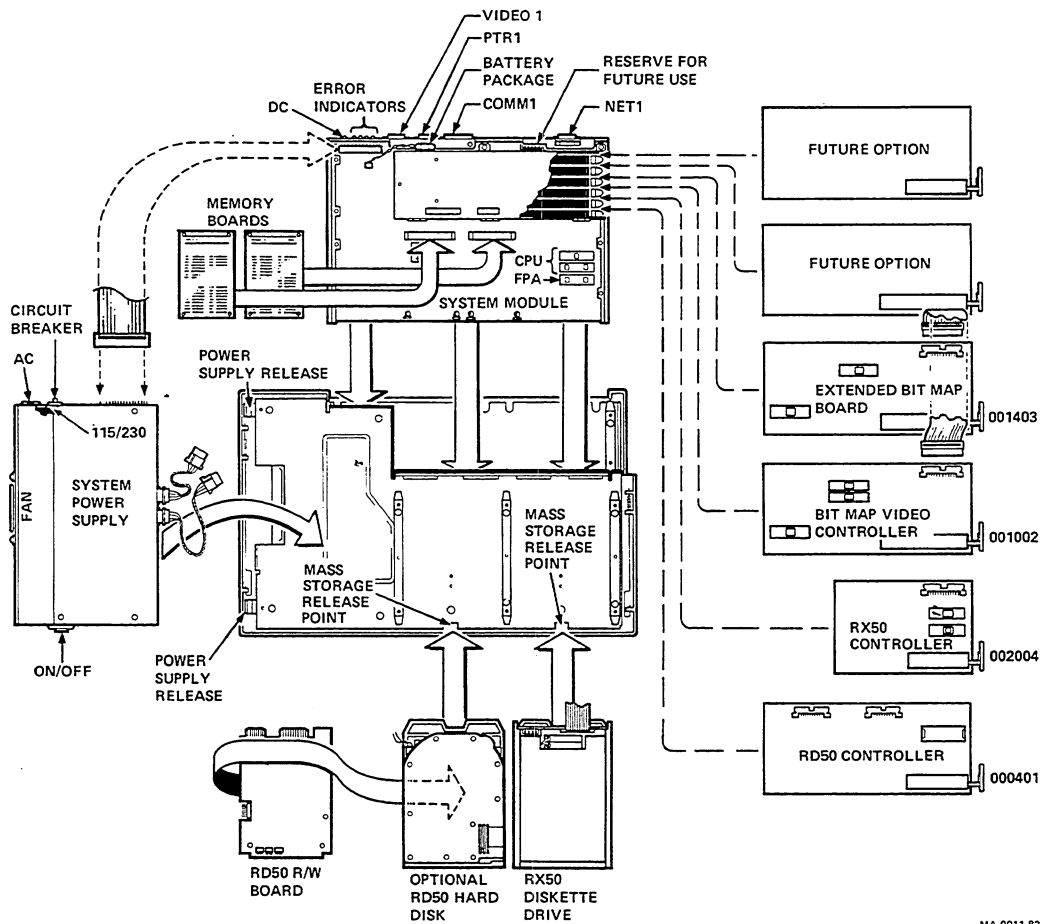 VIDEO 1
PTR1
BATTERY
PACKAGE
COMM1
RESERVE FOR
FUTURE USE
NET1
ERROR
INDICATORS
DC
MEMORY
BOARDS
CPU
FPA
SYSTEM MODULE
CIRCUIT
BREAKER
AC
115/230
FAN
SYSTEM
POWER
SUPPLY
ON/OFF
POWER
SUPPLY RELEASE
MASS
STORAGE
RELEASE
POINT
MASS
STORAGE
RELEASE
POINT
POWER
SUPPLY
RELEASE
RD50 R/W
BOARD
OPTIONAL
RD50 HARD
DISK
RX50
DISKETTE
DRIVE
FUTURE OPTION
FUTURE OPTION
EXTENDED BIT MAP
BOARD
001403
BIT MAP VIDEO
CONTROLLER
001002
RX50
CONTROLLER
002004
RD50 CONTROLLER
000401